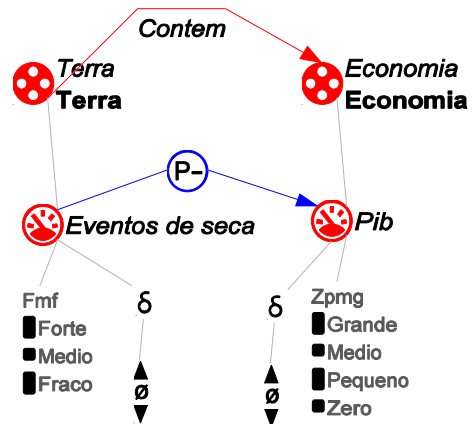 Contem
Terra
Terra
Economia
Economia
P-
Eventos de seca
Pib
Fmf
δ
δ
Zpmg
Forte
Grande
Medio
Medio
Fraco
Pequeno
ø
ø
Zero